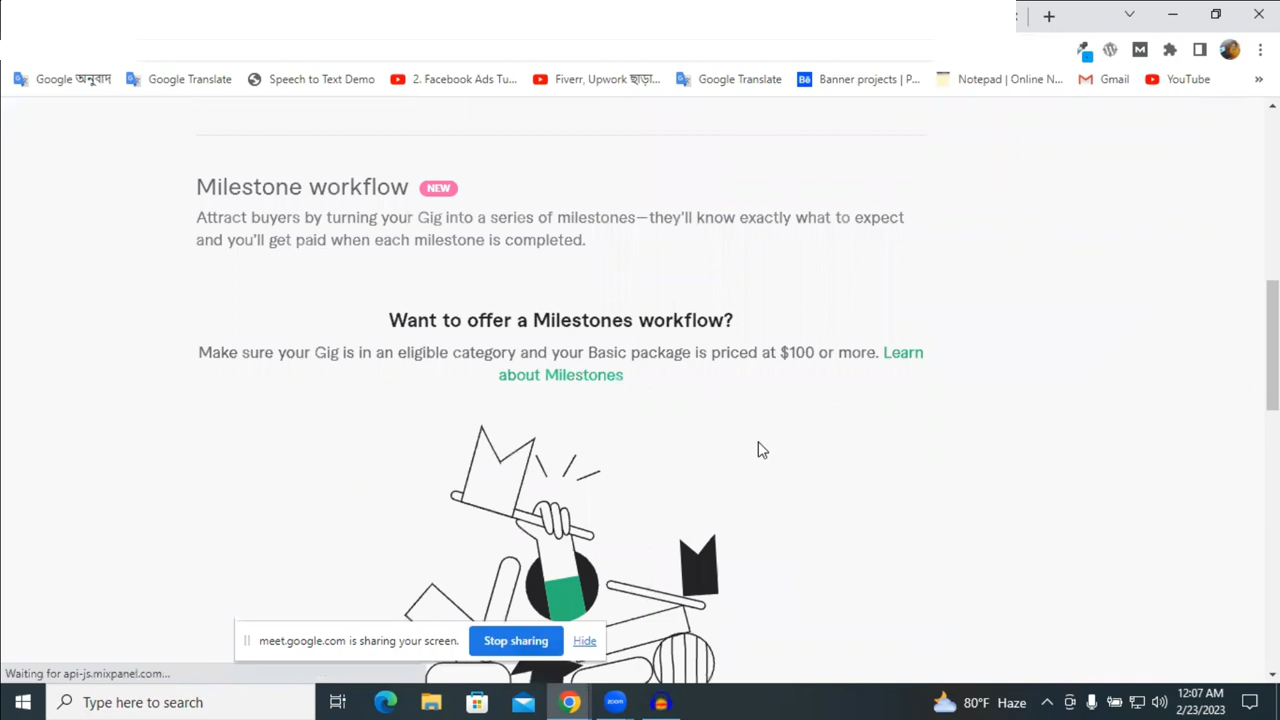 Google অনুবাদ
Google Translate
Speech to Text Demo
2. Facebook Ads Tu...
Fiverr, Upwork ছাড়া...
Google Translate
Bē
Banner projects | P...
Notepad | Online N...
M
Gmail
YouTube
»
Milestone workflow NEW
Attract buyers by turning your Gig into a series of milestones—they'll know exactly what to expect
and you'll get paid when each milestone is completed.
Want to offer a Milestones workflow?
Make sure your Gig is in an eligible category and your Basic package is priced at $100 or more. Learn
about Milestones
meet.google.com is sharing your screen.
Stop sharing
Hide
Waiting for api-js.mixpanel.com...
Type here to search
zoom
80°F Haze
12:07 AM
2/23/2023